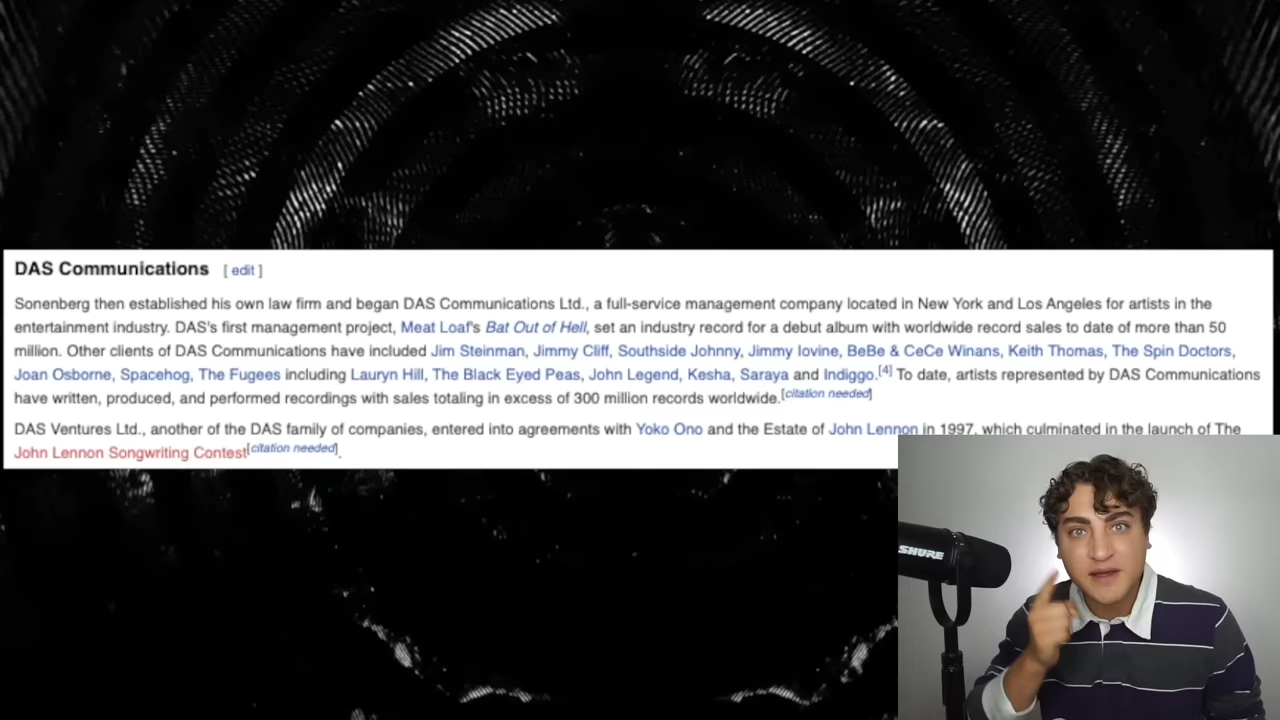 DAS Communications [ edit ]
Sonenberg then established his own law firm and began DAS Communications Ltd., a full-service management company located in New York and Los Angeles for artists in the
entertainment industry. DAS's first management project, Meat Loaf's Bat Out of Hell, set an industry record for a debut album with worldwide record sales to date of more than 50
million. Other clients of DAS Communications have included Jim Steinman, Jimmy Cliff, Southside Johnny, Jimmy Iovine, BeBe & CeCe Winans, Keith Thomas, The Spin Doctors,
Joan Osborne, Spacehog, The Fugees including Lauryn Hill, The Black Eyed Peas, John Legend, Kesha, Saraya and Indiggo.[4] To date, artists represented by DAS Communications
have written, produced, and performed recordings with sales totaling in excess of 300 million records worldwide.[citation needed]
DAS Ventures Ltd., another of the DAS family of companies, entered into agreements with Yoko Ono and the Estate of John Lennon in 1997, which culminated in the launch of The
John Lennon Songwriting Contest[citation needed].
SHURE